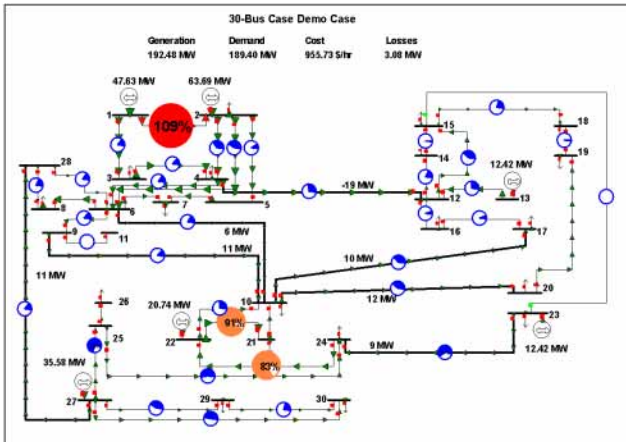 30-Bus Case Demo Case
Generation Demand Cost Losses
192.48 MW 189.40 MW 955.73 $/hr 3.08 MW
47.63 MW 63.69 MW
1 109% 2
15 18
14 19
28
3 4
12.42 MW
-19 MW 12 13
8 6 7 5
9 11
6 MW
16 17
11 MW
11 MW
10 MW
10 12 MW 20
26
20.74 MW
91%
23
25 22 21 24
9 MW
12.42 MW
35.58 MW
83%
27 29 30